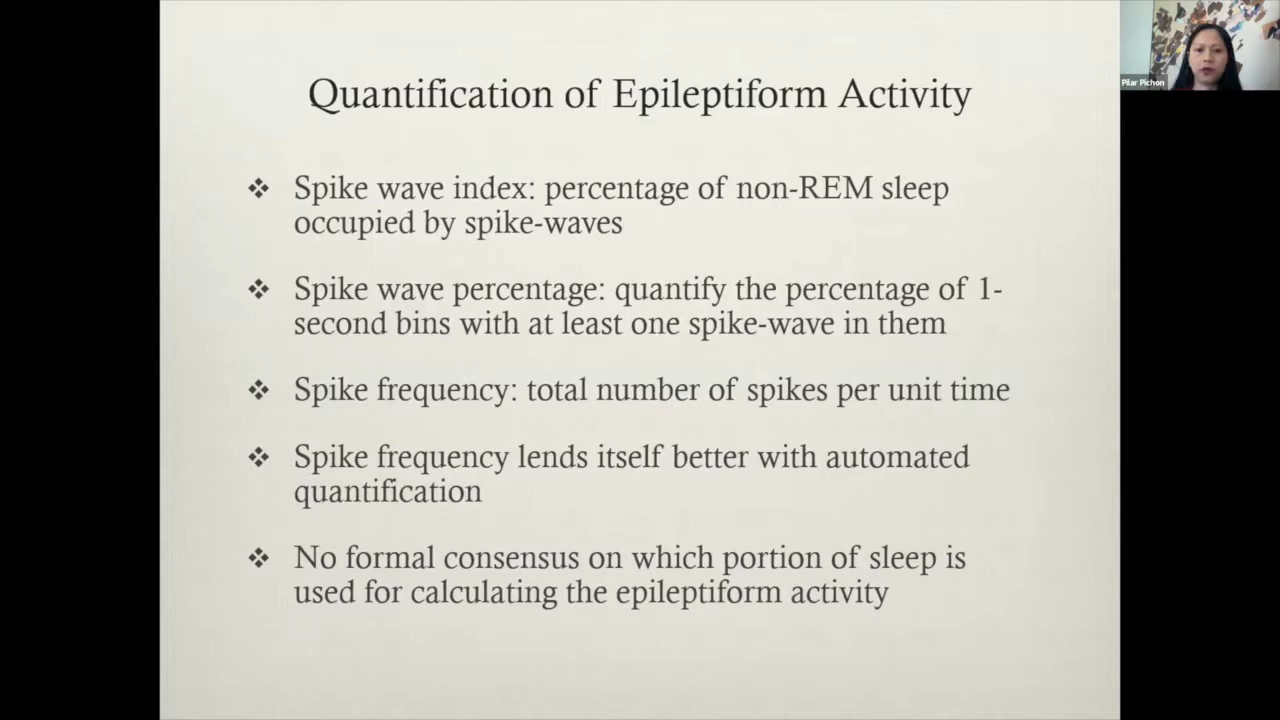 Quantification of Epileptiform Activity
Pilar Pichon
❖ Spike wave index: percentage of non-REM sleep
occupied by spike-waves
❖ Spike wave percentage: quantify the percentage of 1-
second bins with at least one spike-wave in them
❖ Spike frequency: total number of spikes per unit time
❖ Spike frequency lends itself better with automated
quantification
❖ No formal consensus on which portion of sleep is
used for calculating the epileptiform activity